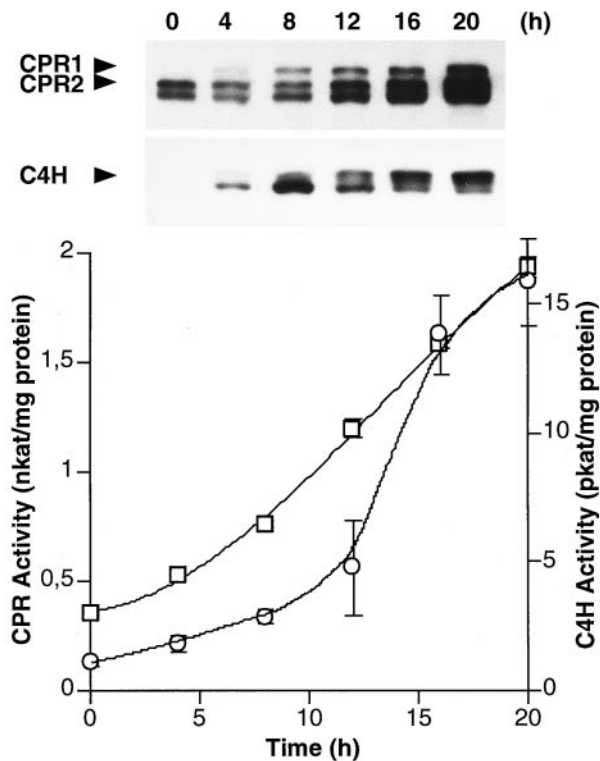 0 4 8 12 16 20 (h)
CPR1
CPR2
C4H
CPR Activity (nkat/mg protein)
2
1,5
1
0,5
0
C4H Activity (pkat/mg protein)
15
10
5
0
0 5 10 15 20
Time (h)